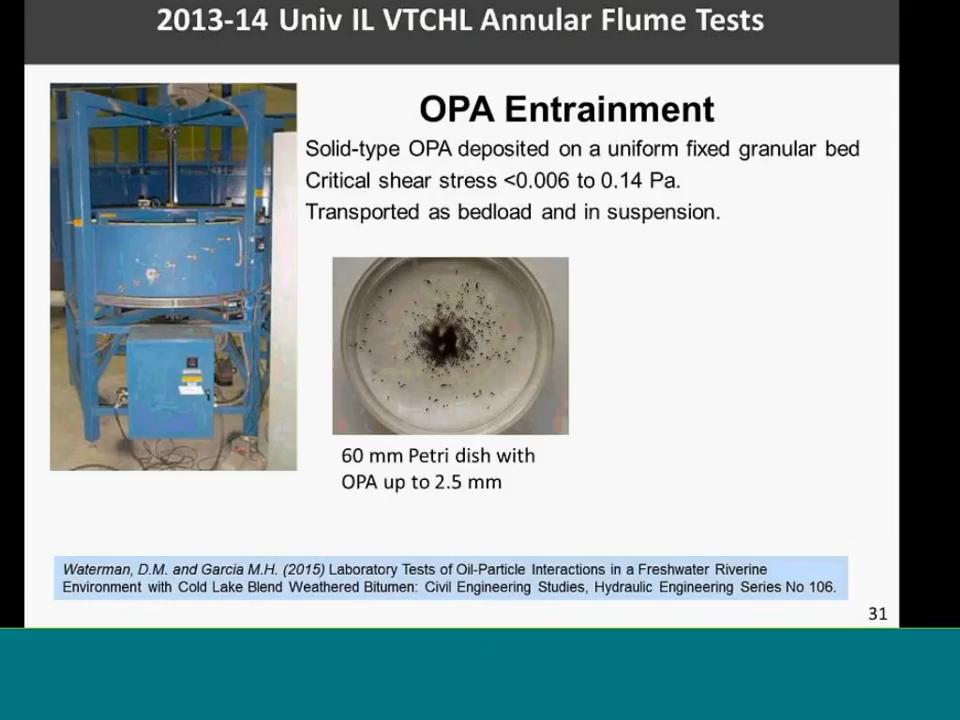 2013-14 Univ IL VTCHL Annular Flume Tests
OPA Entrainment
Solid-type OPA deposited on a uniform fixed granular bed
Critical shear stress <0.006 to 0.14 Pa.
Transported as bedload and in suspension.
60 mm Petri dish with
OPA up to 2.5 mm
Waterman, D.M. and Garcia M.H. (2015) Laboratory Tests of Oil-Particle Interactions in a Freshwater Riverine
Environment with Cold Lake Blend Weathered Bitumen: Civil Engineering Studies, Hydraulic Engineering Series No 106.
31